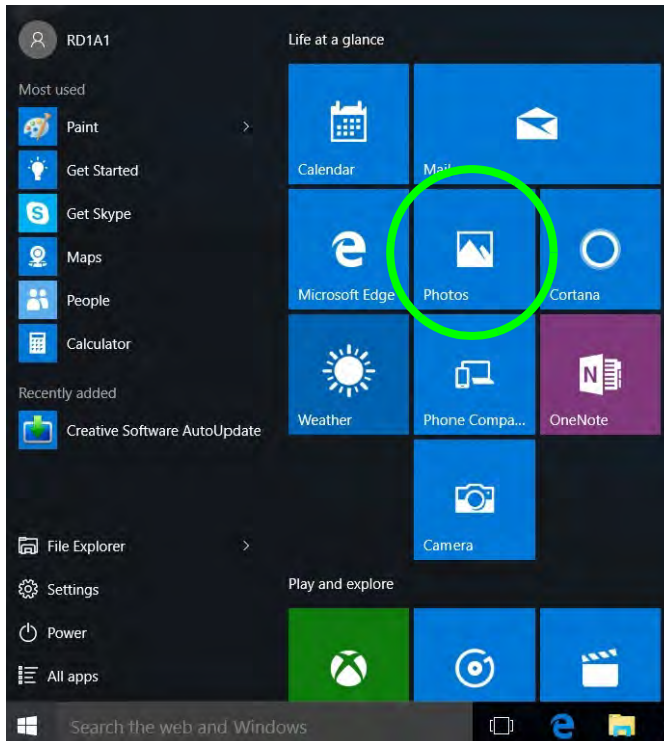 RD1A1
Most used
Paint
Get Started
Get Skype
Maps
People
Calculator
Recently added
Creative Software AutoUpdate
File Explorer
Settings
Power
All apps
Life at a glance
Calendar
Mail
Microsoft Edge
Photos
Cortana
Weather
Phone Compa...
N
OneNote
Camera
Play and explore
Search the web and Windows